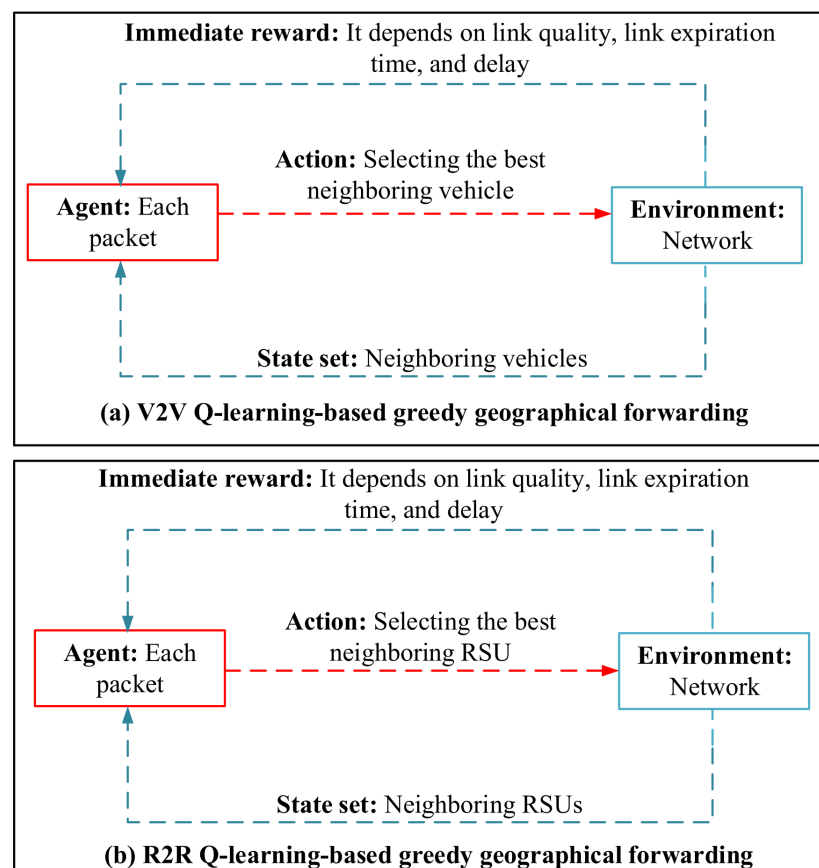 Immediate reward: It depends on link quality, link expiration
time, and delay
Action: Selecting the best
neighboring vehicle
Agent: Each
packet
Environment:
Network
State set: Neighboring vehicles
(a) V2V Q-learning-based greedy geographical forwarding
Immediate reward: It depends on link quality, link expiration
time, and delay
Action: Selecting the best
neighboring RSU
Agent: Each
packet
Environment:
Network
State set: Neighboring RSUs
(b) R2R Q-learning-based greedy geographical forwarding